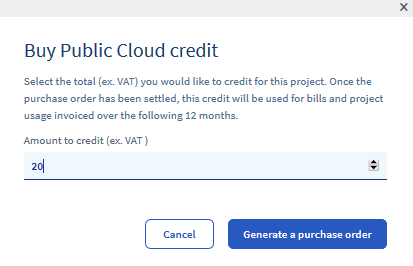 Buy Public Cloud credit
Select the total (ex. VAT) you would like to credit for this project. Once the
purchase order has been settled, this credit will be used for bills and project
usage invoiced over the following 12 months.
Amount to credit (ex. VAT )
20
Cancel
Generate a purchase order